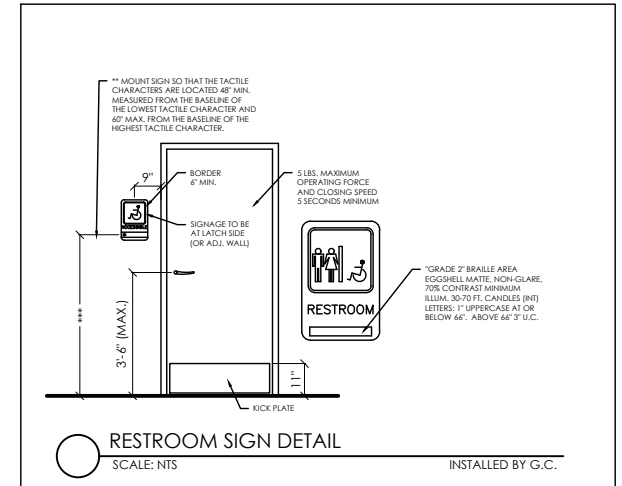 ** MOUNT SIGN SO THAT THE TACTILE
CHARACTERS ARE LOCATED 48" MIN.
MEASURED FROM THE BASELINE OF
THE LOWEST TACTILE CHARACTER AND
60" MAX. FROM THE BASELINE OF THE
HIGHEST TACTILE CHARACTER.
9"
BORDER
6" MIN.
5 LBS. MAXIMUM
OPERATING FORCE
AND CLOSING SPEED
5 SECONDS MINIMUM
ACCESSIBLE
SIGNAGE TO BE
AT LATCH SIDE
(OR ADJ. WALL)
"GRADE 2" BRAILLE AREA
EGGSHELL MATTE, NON-GLARE,
70% CONTRAST MINIMUM
ILLUM. 30-70 FT. CANDLES (INT)
LETTERS: 1" UPPERCASE AT OR
BELOW 66". ABOVE 66" 3" U.C.
RESTROOM
***
3'-6" (MAX.)
11"
KICK PLATE
RESTROOM SIGN DETAIL
SCALE: NTS
INSTALLED BY G.C.